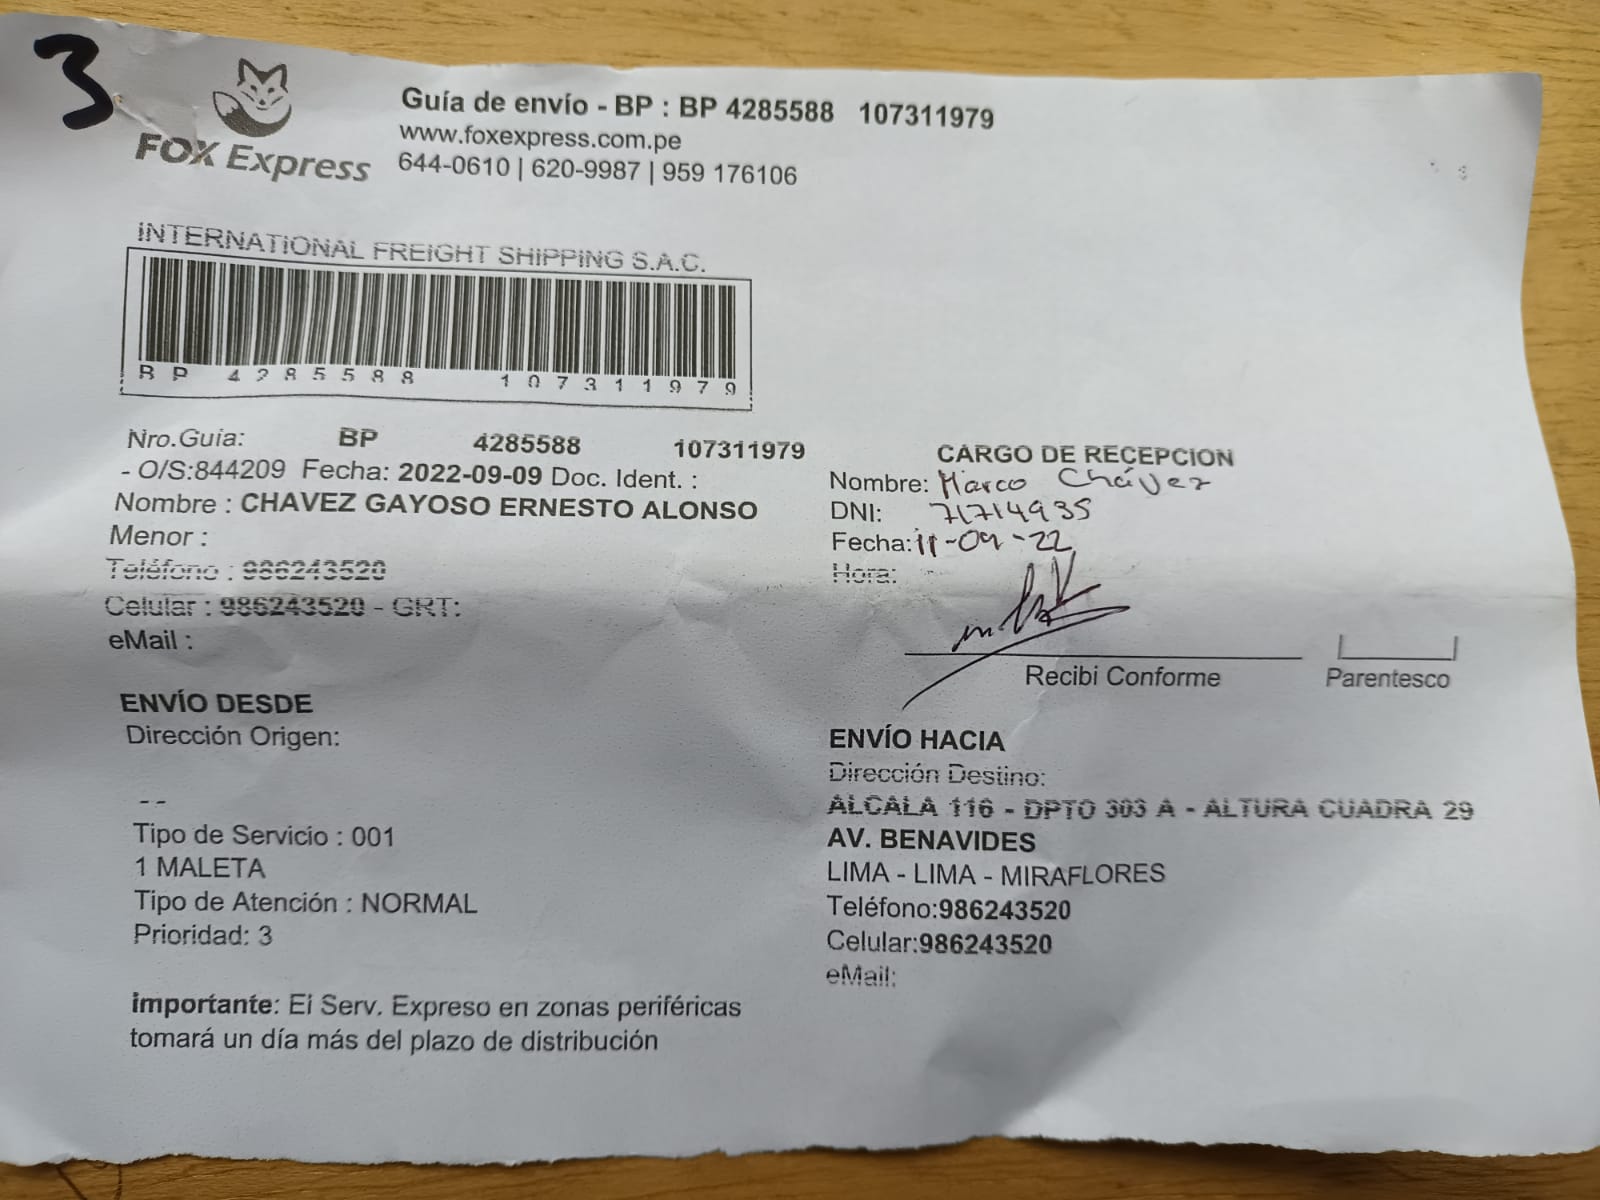 3
FOX Express
Guía de envío - BP : BP 4285588 107311979
www.foxexpress.com.pe
644-0610 | 620-9987 | 959 176106
INTERNATIONAL FREIGHT SHIPPING S.A.C.
BP 4285588 107311979
Nro.Guia: BP 4285588 107311979
- O/S:844209 Fecha: 2022-09-09 Doc. Ident. :
Nombre : CHAVEZ GAYOSO ERNESTO ALONSO
Menor :
Teléfono : 986243520
Celular : 986243520 - GRT:
eMail :
CARGO DE RECEPCION
Nombre: Marco Chávez
DNI: 71714935
Fecha: 11-09-22
Hora:
Recibi Conforme
Parentesco
ENVÍO DESDE
Dirección Origen:
- -
Tipo de Servicio : 001
1 MALETA
Tipo de Atención : NORMAL
Prioridad: 3
ENVÍO HACIA
Dirección Destino:
ALCALA 116 - DPTO 303 A - ALTURA CUADRA 29
AV. BENAVIDES
LIMA - LIMA - MIRAFLORES
Teléfono:986243520
Celular:986243520
eMail:
importante: El Serv. Expreso en zonas periféricas
tomará un día más del plazo de distribución